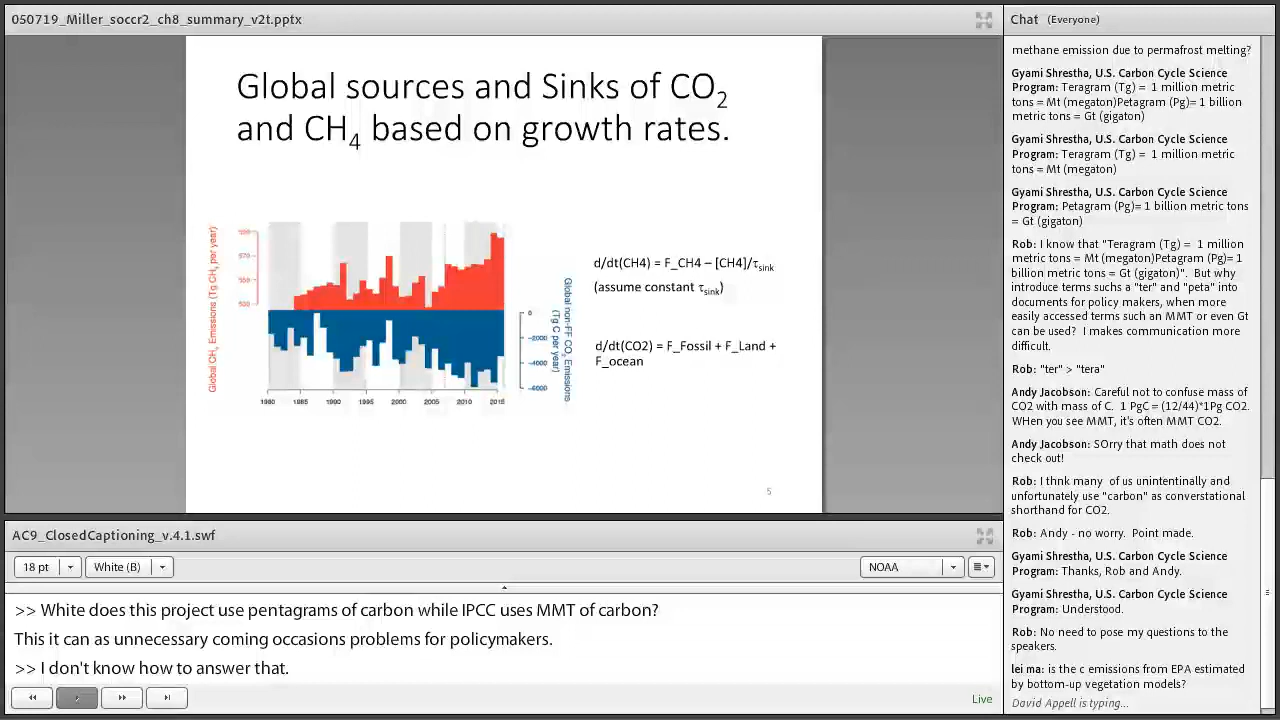 050719_Miller_soccr2_ch8_summary_v2t.pptx
Global sources and Sinks of CO2
and CH4 based on growth rates.
Global CH4 Emissions (Tg CH4 per year)
Global non-FF CO2 Emissions
(Tg C per year)
0
-2000
-4000
-6000
1980 1985 1990 1995 2000 2005 2010 2015
d/dt(CH4) = F_CH4 – [CH4]/τsink
(assume constant τsink)
d/dt(CO2) = F_Fossil + F_Land +
F_ocean
5
AC9_ClosedCaptioning_v.4.1.swf
18 pt
White (B)
NOAA
>> White does this project use pentagrams of carbon while IPCC uses MMT of carbon?
This it can as unnecessary coming occasions problems for policymakers.
>> I don't know how to answer that.
Live
Chat (Everyone)
methane emission due to permafrost melting?
Gyami Shrestha, U.S. Carbon Cycle Science
Program: Teragram (Tg) = 1 million metric
tons = Mt (megaton)Petagram (Pg)= 1 billion
metric tons = Gt (gigaton)
Gyami Shrestha, U.S. Carbon Cycle Science
Program: Teragram (Tg) = 1 million metric
tons = Mt (megaton)
Gyami Shrestha, U.S. Carbon Cycle Science
Program: Petagram (Pg)= 1 billion metric tons
= Gt (gigaton)
Rob: I know that "Teragram (Tg) = 1 million
metric tons = Mt (megaton)Petagram (Pg)= 1
billion metric tons = Gt (gigaton)". But why
introduce terms suchs a "ter" and "peta" into
documents for policy makers, when more
easily accessed terms such an MMT or even Gt
can be used? I makes communication more
difficult.
Rob: "ter" > "tera"
Andy Jacobson: Careful not to confuse mass of
CO2 with mass of C. 1 PgC = (12/44)*1Pg CO2.
WHen you see MMT, it's often MMT CO2.
Andy Jacobson: SOrry that math does not
check out!
Rob: I thnk many of us unintentinally and
unfortunately use "carbon" as converstational
shorthand for CO2.
Rob: Andy - no worry. Point made.
Gyami Shrestha, U.S. Carbon Cycle Science
Program: Thanks, Rob and Andy.
Gyami Shrestha, U.S. Carbon Cycle Science
Program: Understood.
Rob: No need to pose my questions to the
speakers.
lei ma: is the c emissions from EPA estimated
by bottom-up vegetation models?
David Appell is typing...